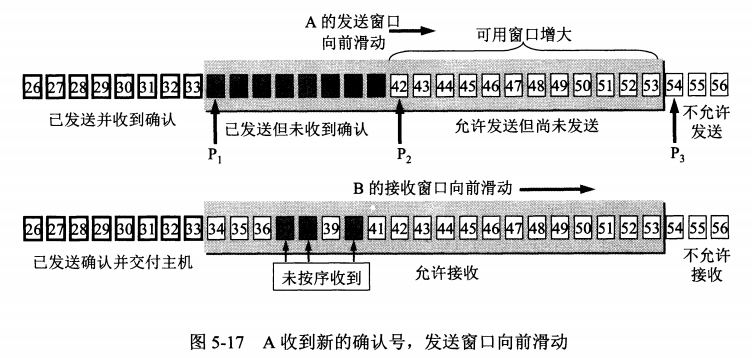 A 的发送窗口
向前滑动
可用窗口增大
26 27 28 29 30 31 32 33 42 43 44 45 46 47 48 49 50 51 52 53 54 55 56
已发送并收到确认
已发送但未收到确认
允许发送但尚未发送
不允许
发送
P1
P2
P3
B 的接收窗口向前滑动
26 27 28 29 30 31 32 33 34 35 36 39 41 42 43 44 45 46 47 48 49 50 51 52 53 54 55 56
已发送确认并交付主机
未按序收到
允许接收
不允许
接收
图 5-17 A 收到新的确认号，发送窗口向前滑动